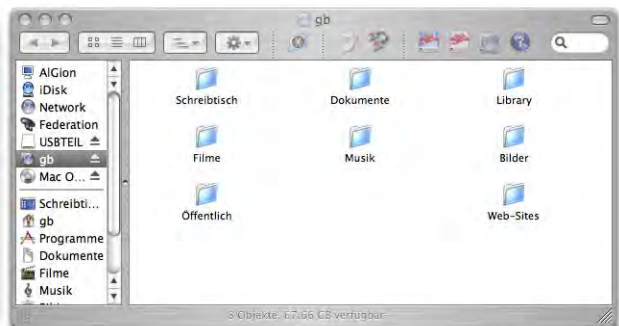 gb
AlGion
iDisk
Network
Federation
USBTEIL
gb
Mac O...
Schreibti...
gb
Programme
Dokumente
Filme
Musik
Schreibtisch Dokumente Library
Filme Musik Bilder
Öffentlich Web-Sites
8 Objekte, 67,66 GB verfügbar